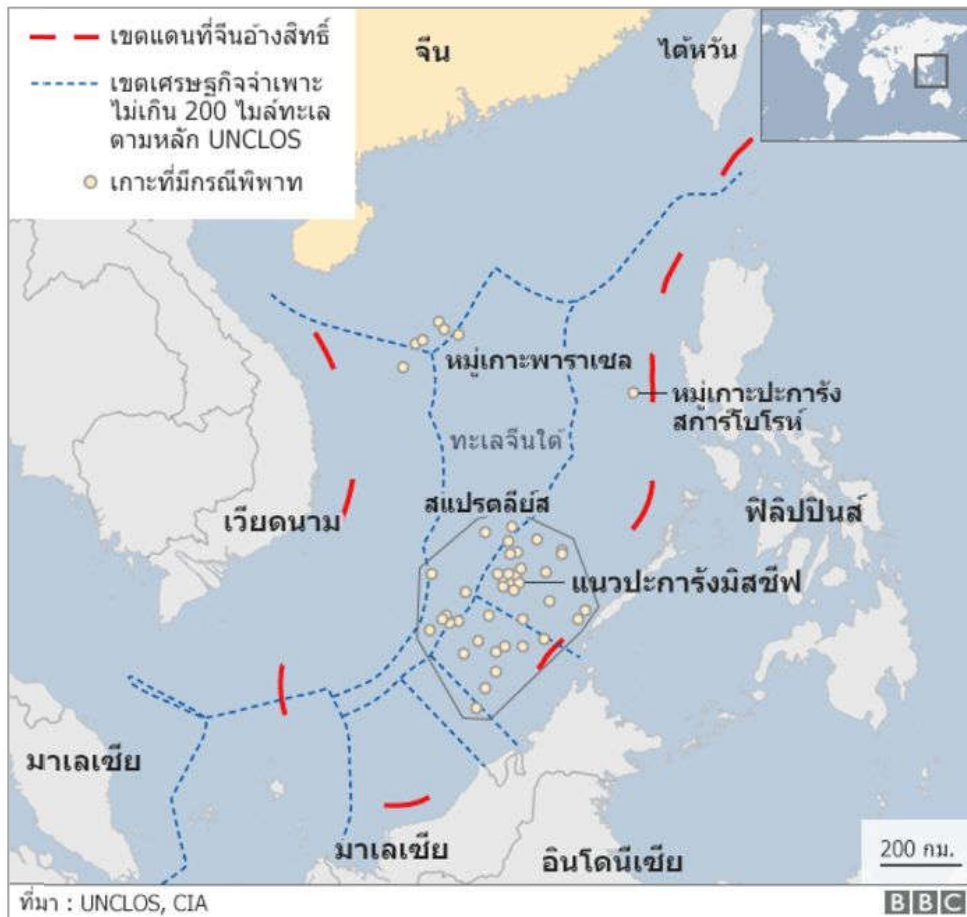 เขตแดนที่จีนอ้างสิทธิ์
เขตเศรษฐกิจจำเพาะ
ไม่เกิน 200 ไมล์ทะเล
ตามหลัก UNCLOS
เกาะที่มีกรณีพิพาท
จีน
ไต้หวัน
หมู่เกาะพาราเซล
หมู่เกาะปะการัง
สการ์โบโรห์
ทะเลจีนใต้
สแปรตลีย์ส
เวียดนาม
ฟิลิปปินส์
แนวปะการังมิสชีฟ
มาเลเซีย
มาเลเซีย
อินโดนีเซีย
200 กม.
ที่มา : UNCLOS, CIA
BBC